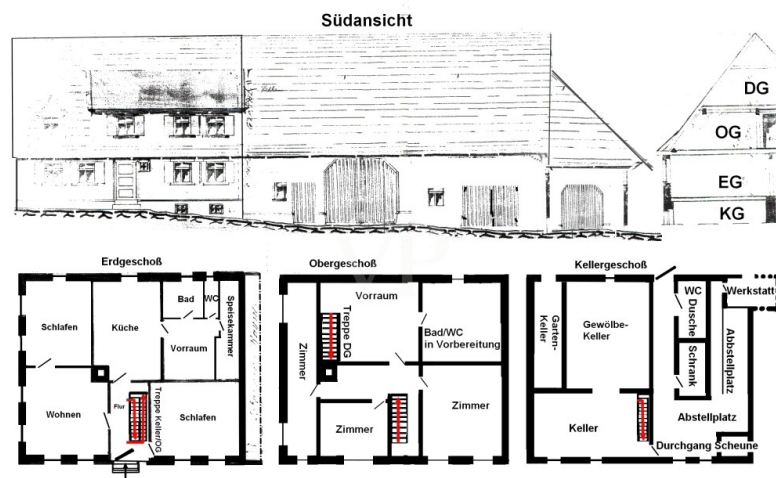 Südansicht
DG
OG
EG
KG
Erdgeschoß
Schlafen
Küche
Bad
WC
Speisekammer
Vorraum
Wohnen
Flur
Treppe Keller/OG
Schlafen
Obergeschoß
Vorraum
Treppe DG
Zimmer
Bad/WC
in Vorbereitung
Zimmer
Zimmer
Kellergeschoß
Garten-
Keller
Gewölbe-
Keller
WC
Dusche
Werkstatt
Schrank
Abbstellplatz
Abstellplatz
Keller
Durchgang Scheune